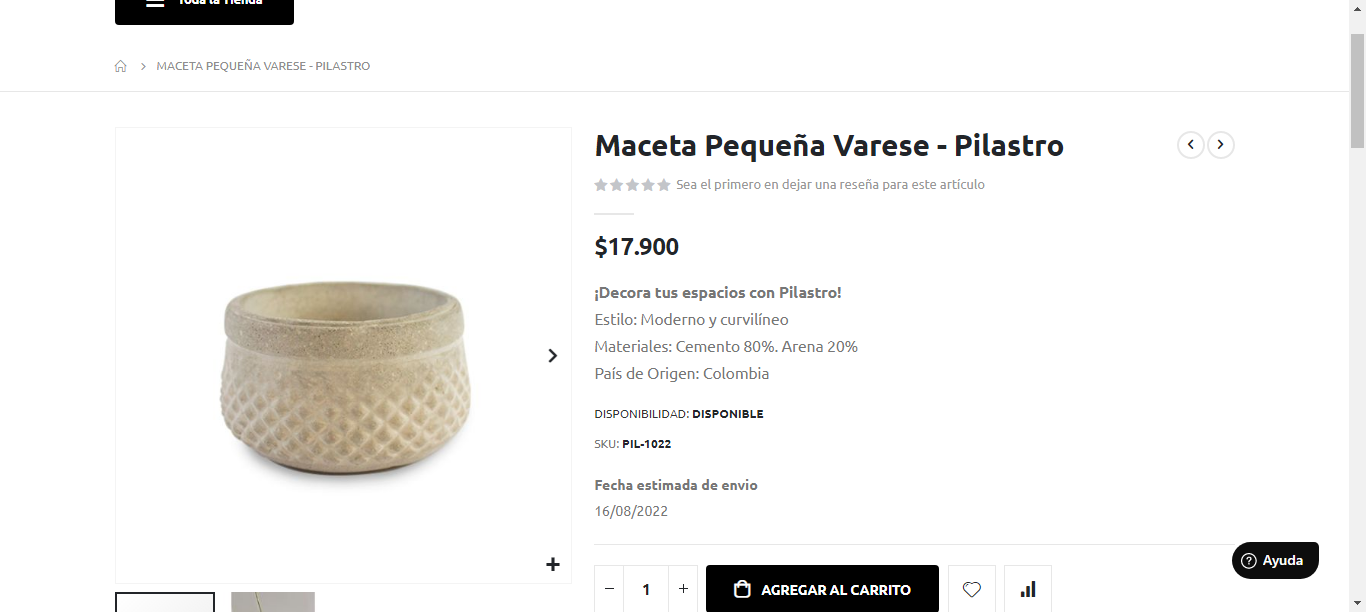 Toda la Tienda
MACETA PEQUEÑA VARESE - PILASTRO
Maceta Pequeña Varese - Pilastro
Sea el primero en dejar una reseña para este artículo
$17.900
¡Decora tus espacios con Pilastro!
Estilo: Moderno y curvilíneo
Materiales: Cemento 80%. Arena 20%
País de Origen: Colombia
DISPONIBILIDAD: DISPONIBLE
SKU: PIL-1022
Fecha estimada de envio
16/08/2022
1
AGREGAR AL CARRITO
Ayuda